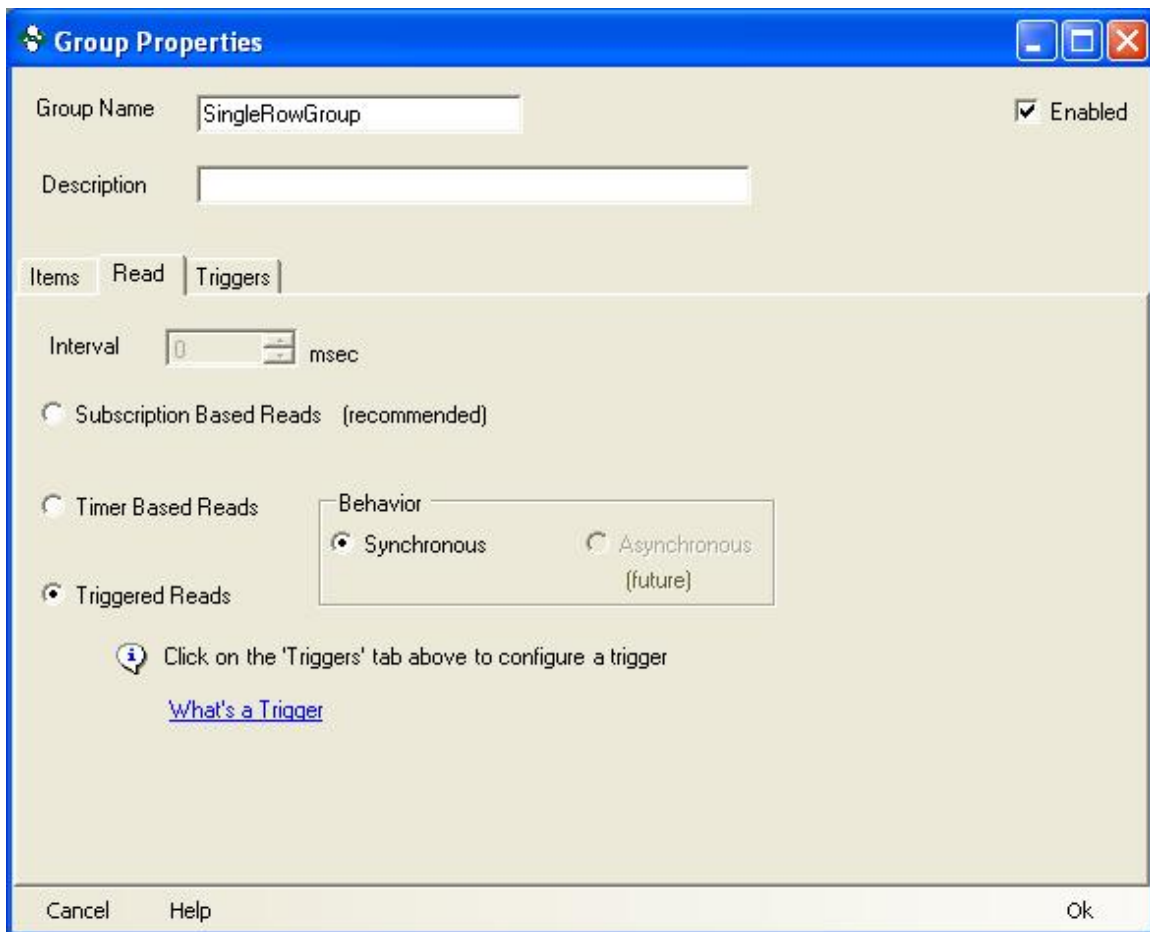 Group Properties
Group Name SingleRowGroup Enabled
Description
Items Read Triggers
Interval 0 msec
Subscription Based Reads (recommended)
Timer Based Reads
Behavior
Synchronous Asynchronous
(future)
Triggered Reads
Click on the 'Triggers' tab above to configure a trigger
What's a Trigger
Cancel Help Ok